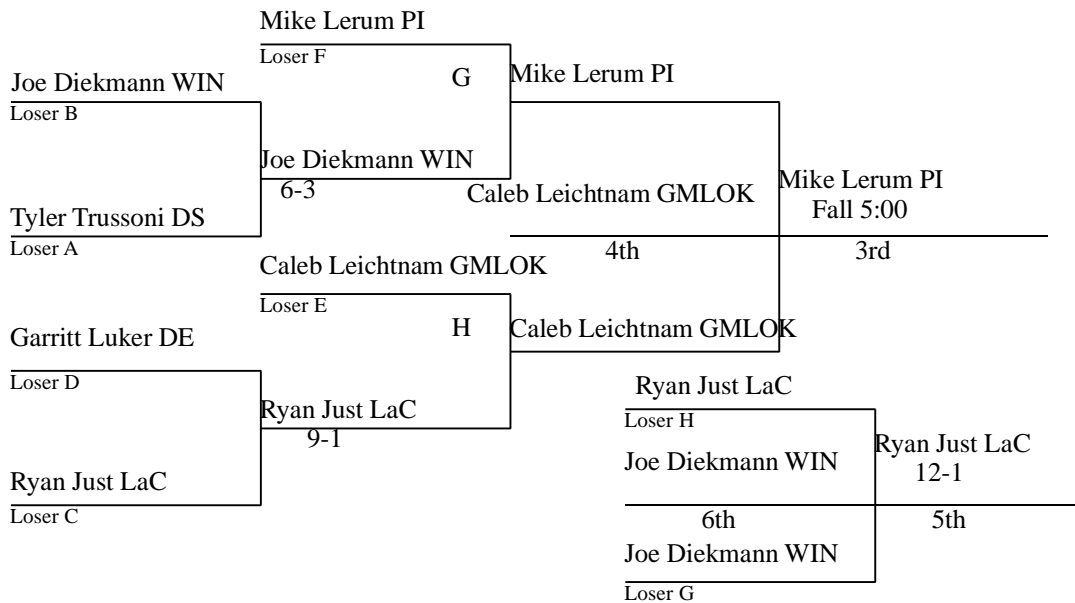 Mike Lerum PI
Loser F
G
Mike Lerum PI
Joe Diekmann WIN
Loser B
Joe Diekmann WIN
6-3
Caleb Leichtnam GMLOK
Mike Lerum PI
Fall 5:00
Tyler Trussoni DS
Loser A
4th
3rd
Caleb Leichtnam GMLOK
Loser E
H
Caleb Leichtnam GMLOK
Garritt Luker DE
Loser D
Ryan Just LaC
9-1
Ryan Just LaC
Loser C
Ryan Just LaC
Loser H
Joe Diekmann WIN
Ryan Just LaC
12-1
6th
5th
Joe Diekmann WIN
Loser G